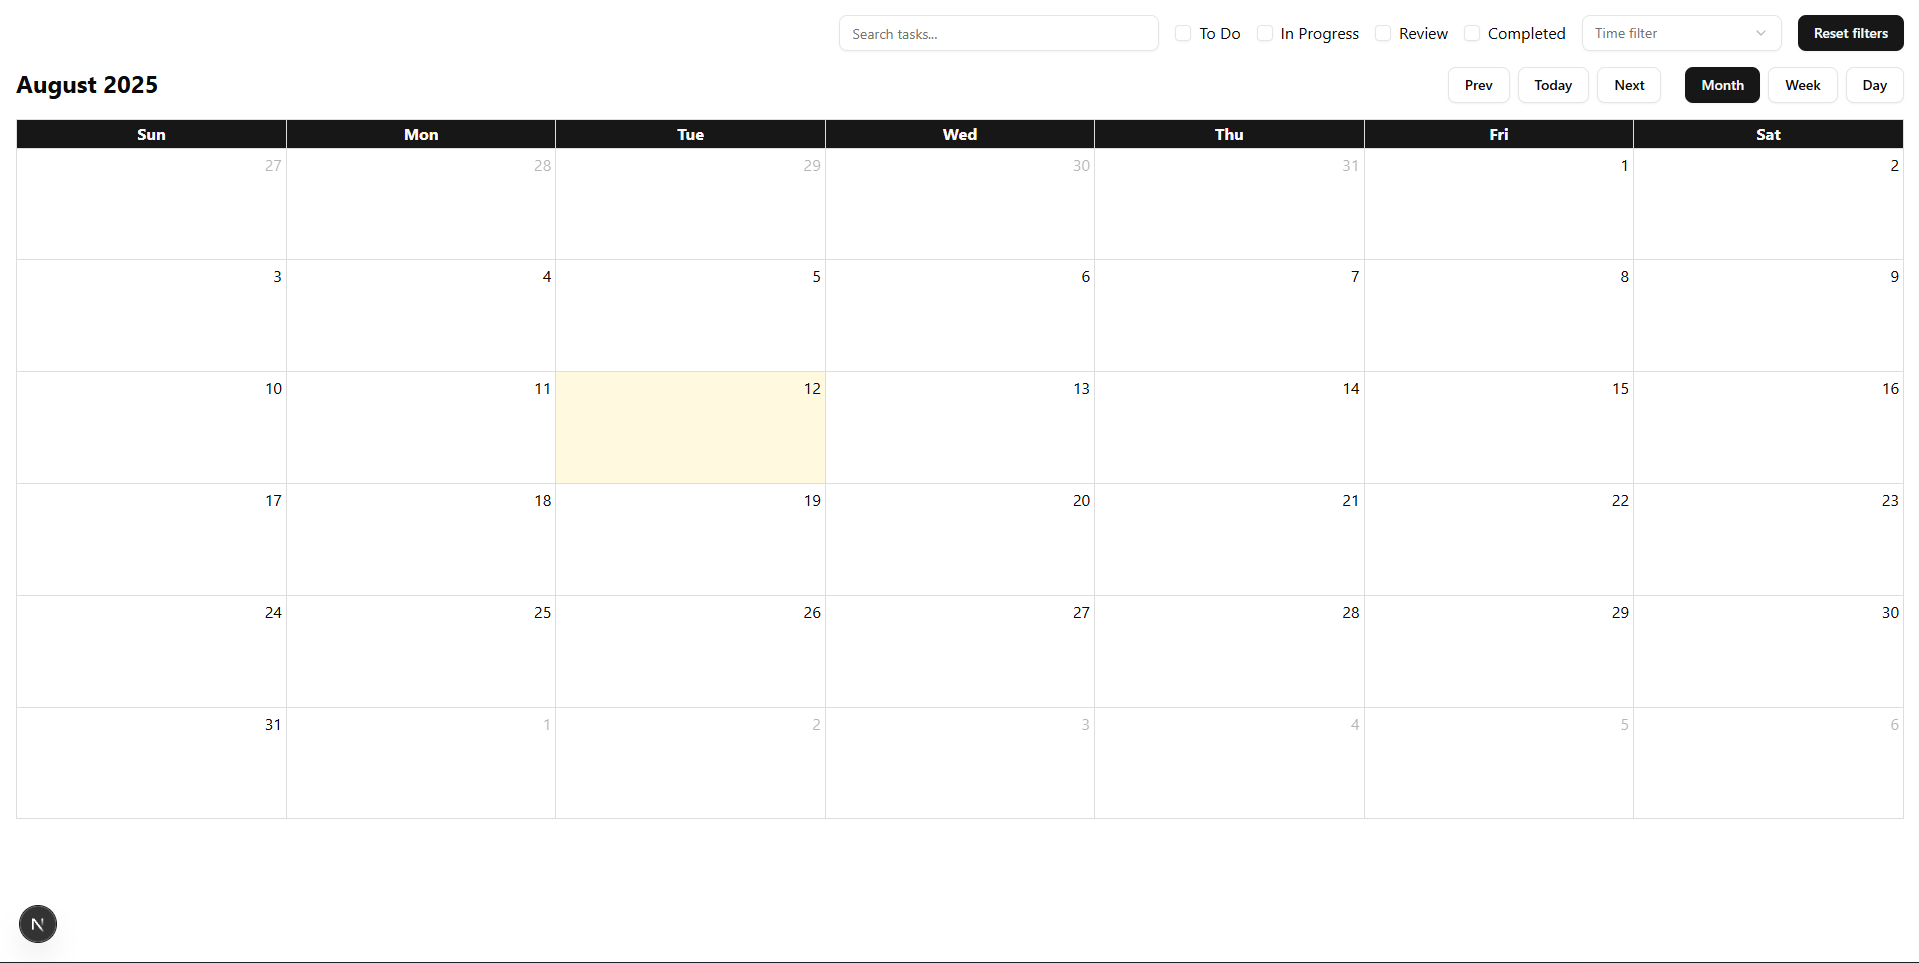 Search tasks... To Do In Progress Review Completed Time filter Reset filters
August 2025 Prev Today Next Month Week Day
Sun Mon Tue Wed Thu Fri Sat
27 28 29 30 31 1 2
3 4 5 6 7 8 9
10 11 12 13 14 15 16
17 18 19 20 21 22 23
24 25 26 27 28 29 30
31 1 2 3 4 5 6
N